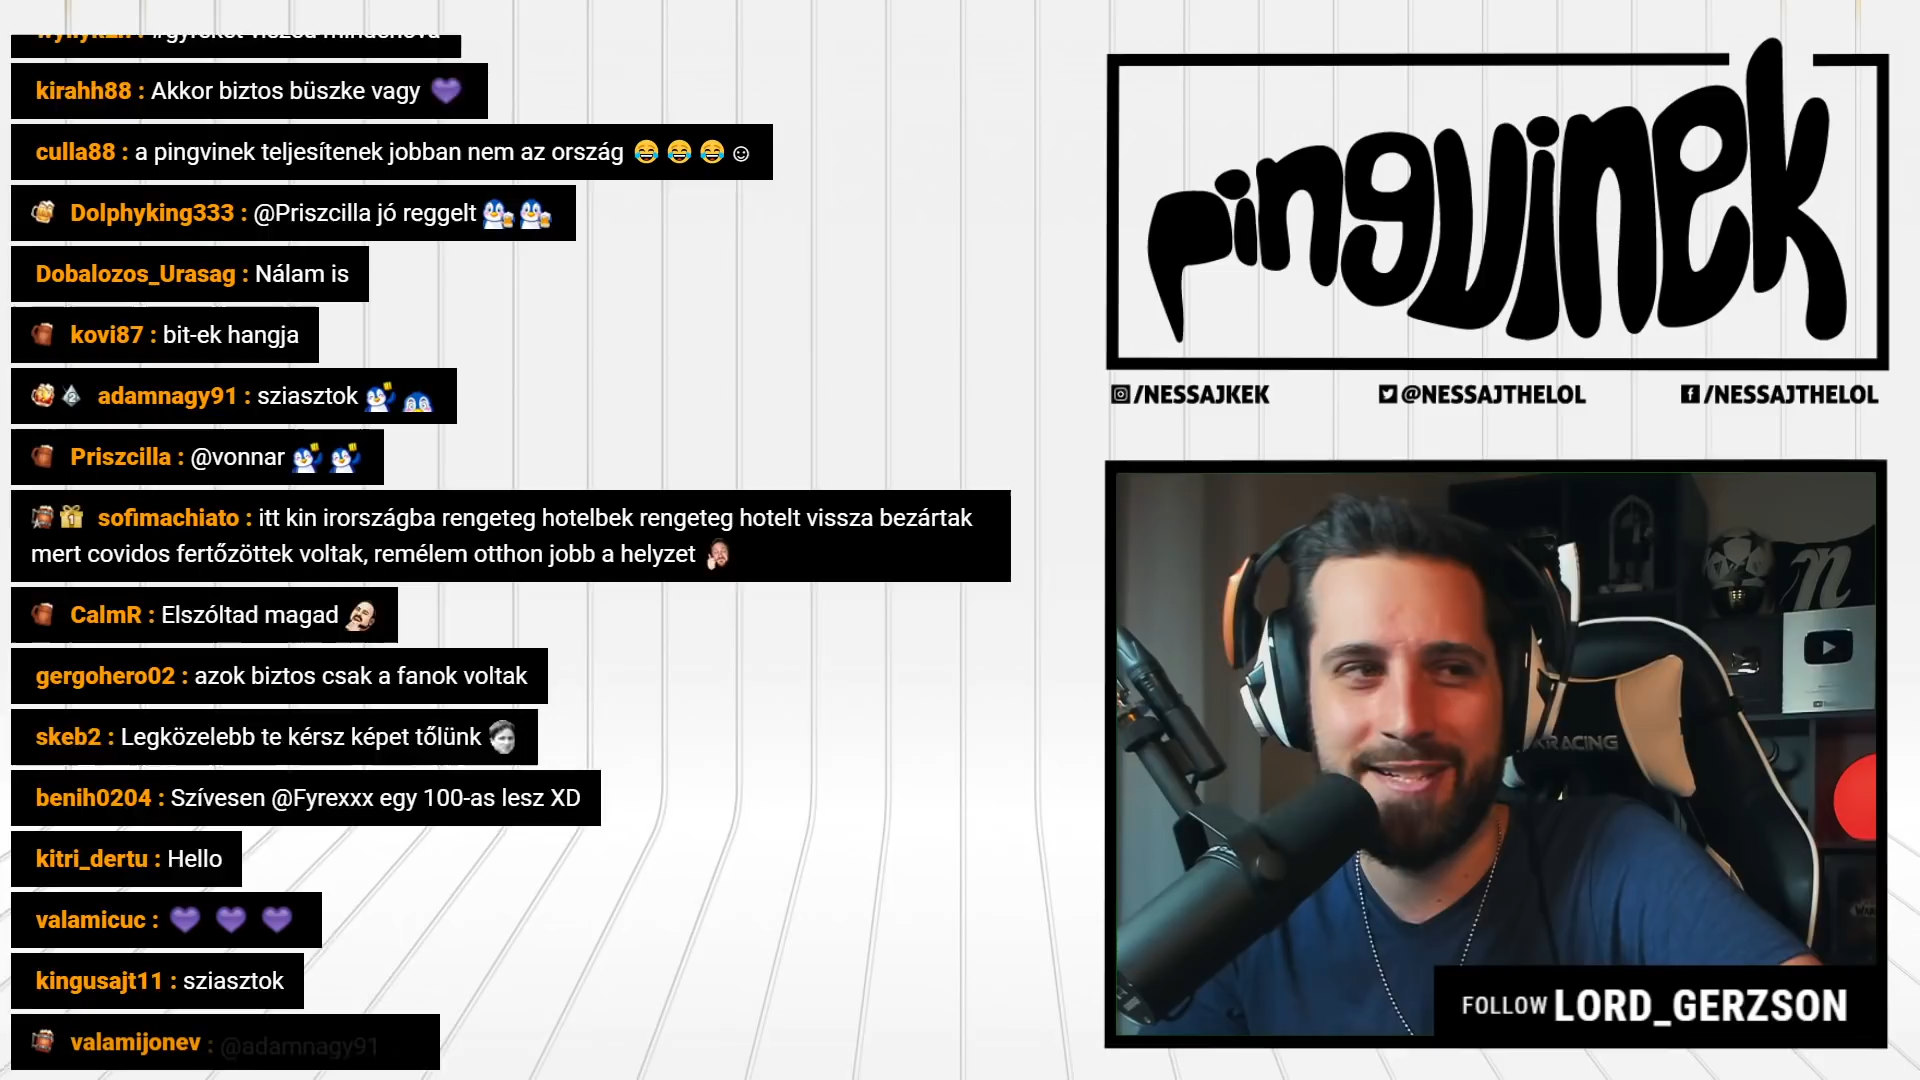 kirahh88 : Akkor biztos büszke vagy 💜
culla88 : a pingvinek teljesítenek jobban nem az ország 😂 😂 😂 ☺
Dolphyking333 : @Priszcilla jó reggelt
Dobalozos_Urasag : Nálam is
kovi87 : bit-ek hangja
adamnagy91 : sziasztok
Priszcilla : @vonnar
sofimachiato : itt kin irországba rengeteg hotelbek rengeteg hotelt vissza bezártak
mert covidos fertőzöttek voltak, remélem otthon jobb a helyzet
CalmR : Elszóltad magad
gergohero02 : azok biztos csak a fanok voltak
skeb2 : Legközelebb te kérsz képet tőlünk
benih0204 : Szívesen @Fyrexxx egy 100-as lesz XD
kitri_dertu : Hello
valamicuc : 💜 💜 💜
kingusajt11 : sziasztok
valamijonev : @adamnagy91
pingvinek
/NESSAJKEK
@NESSAJTHELOL
/NESSAJTHELOL
RACING
FOLLOW LORD_GERZSON